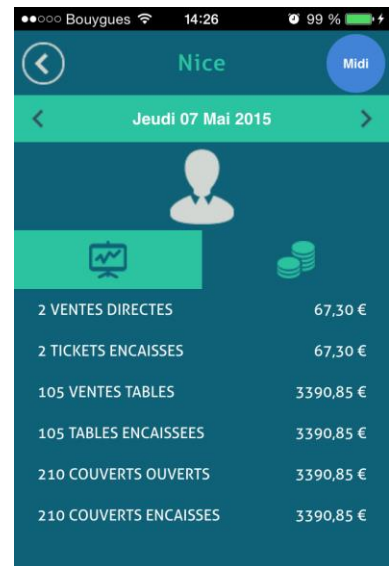 Bouygues 14:26 99 %
Nice Midi
Jeudi 07 Mai 2015
2 VENTES DIRECTES 67,30 €
2 TICKETS ENCAISSES 67,30 €
105 VENTES TABLES 3390,85 €
105 TABLES ENCAISSEES 3390,85 €
210 COUVERTS OUVERTS 3390,85 €
210 COUVERTS ENCAISSES 3390,85 €